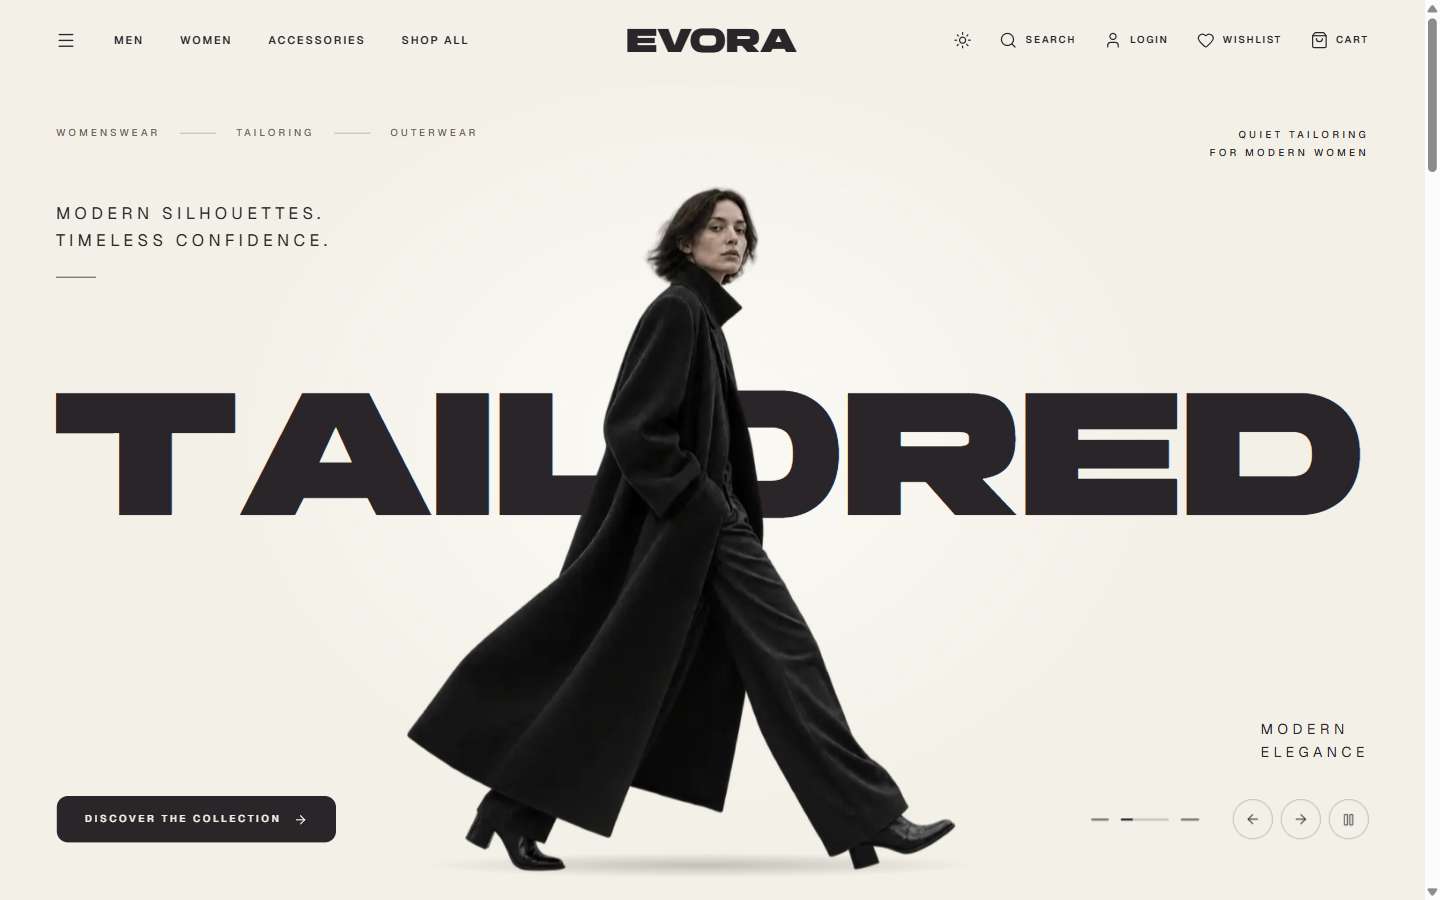 MEN WOMEN ACCESSORIES SHOP ALL EVORA SEARCH LOGIN WISHLIST CART
WOMENSWEAR TAILORING OUTERWEAR
QUIET TAILORING
FOR MODERN WOMEN
MODERN SILHOUETTES.
TIMELESS CONFIDENCE.
TAILORED
MODERN
ELEGANCE
DISCOVER THE COLLECTION